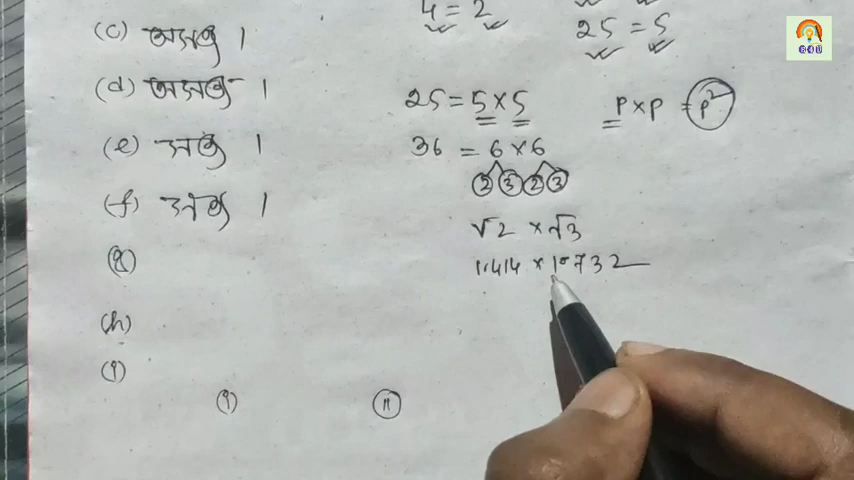 4 = 2
25 = 5
(c) অসত্য ।
(d) অসত্য ।
25 = 5 × 5
P × P = P²
(e) সত্য ।
36 = 6 × 6
2 3 2 3
(f) সত্য ।
√2 × √3
(g)
1.414 × 1.732
(h)
(i)
(i) (ii)